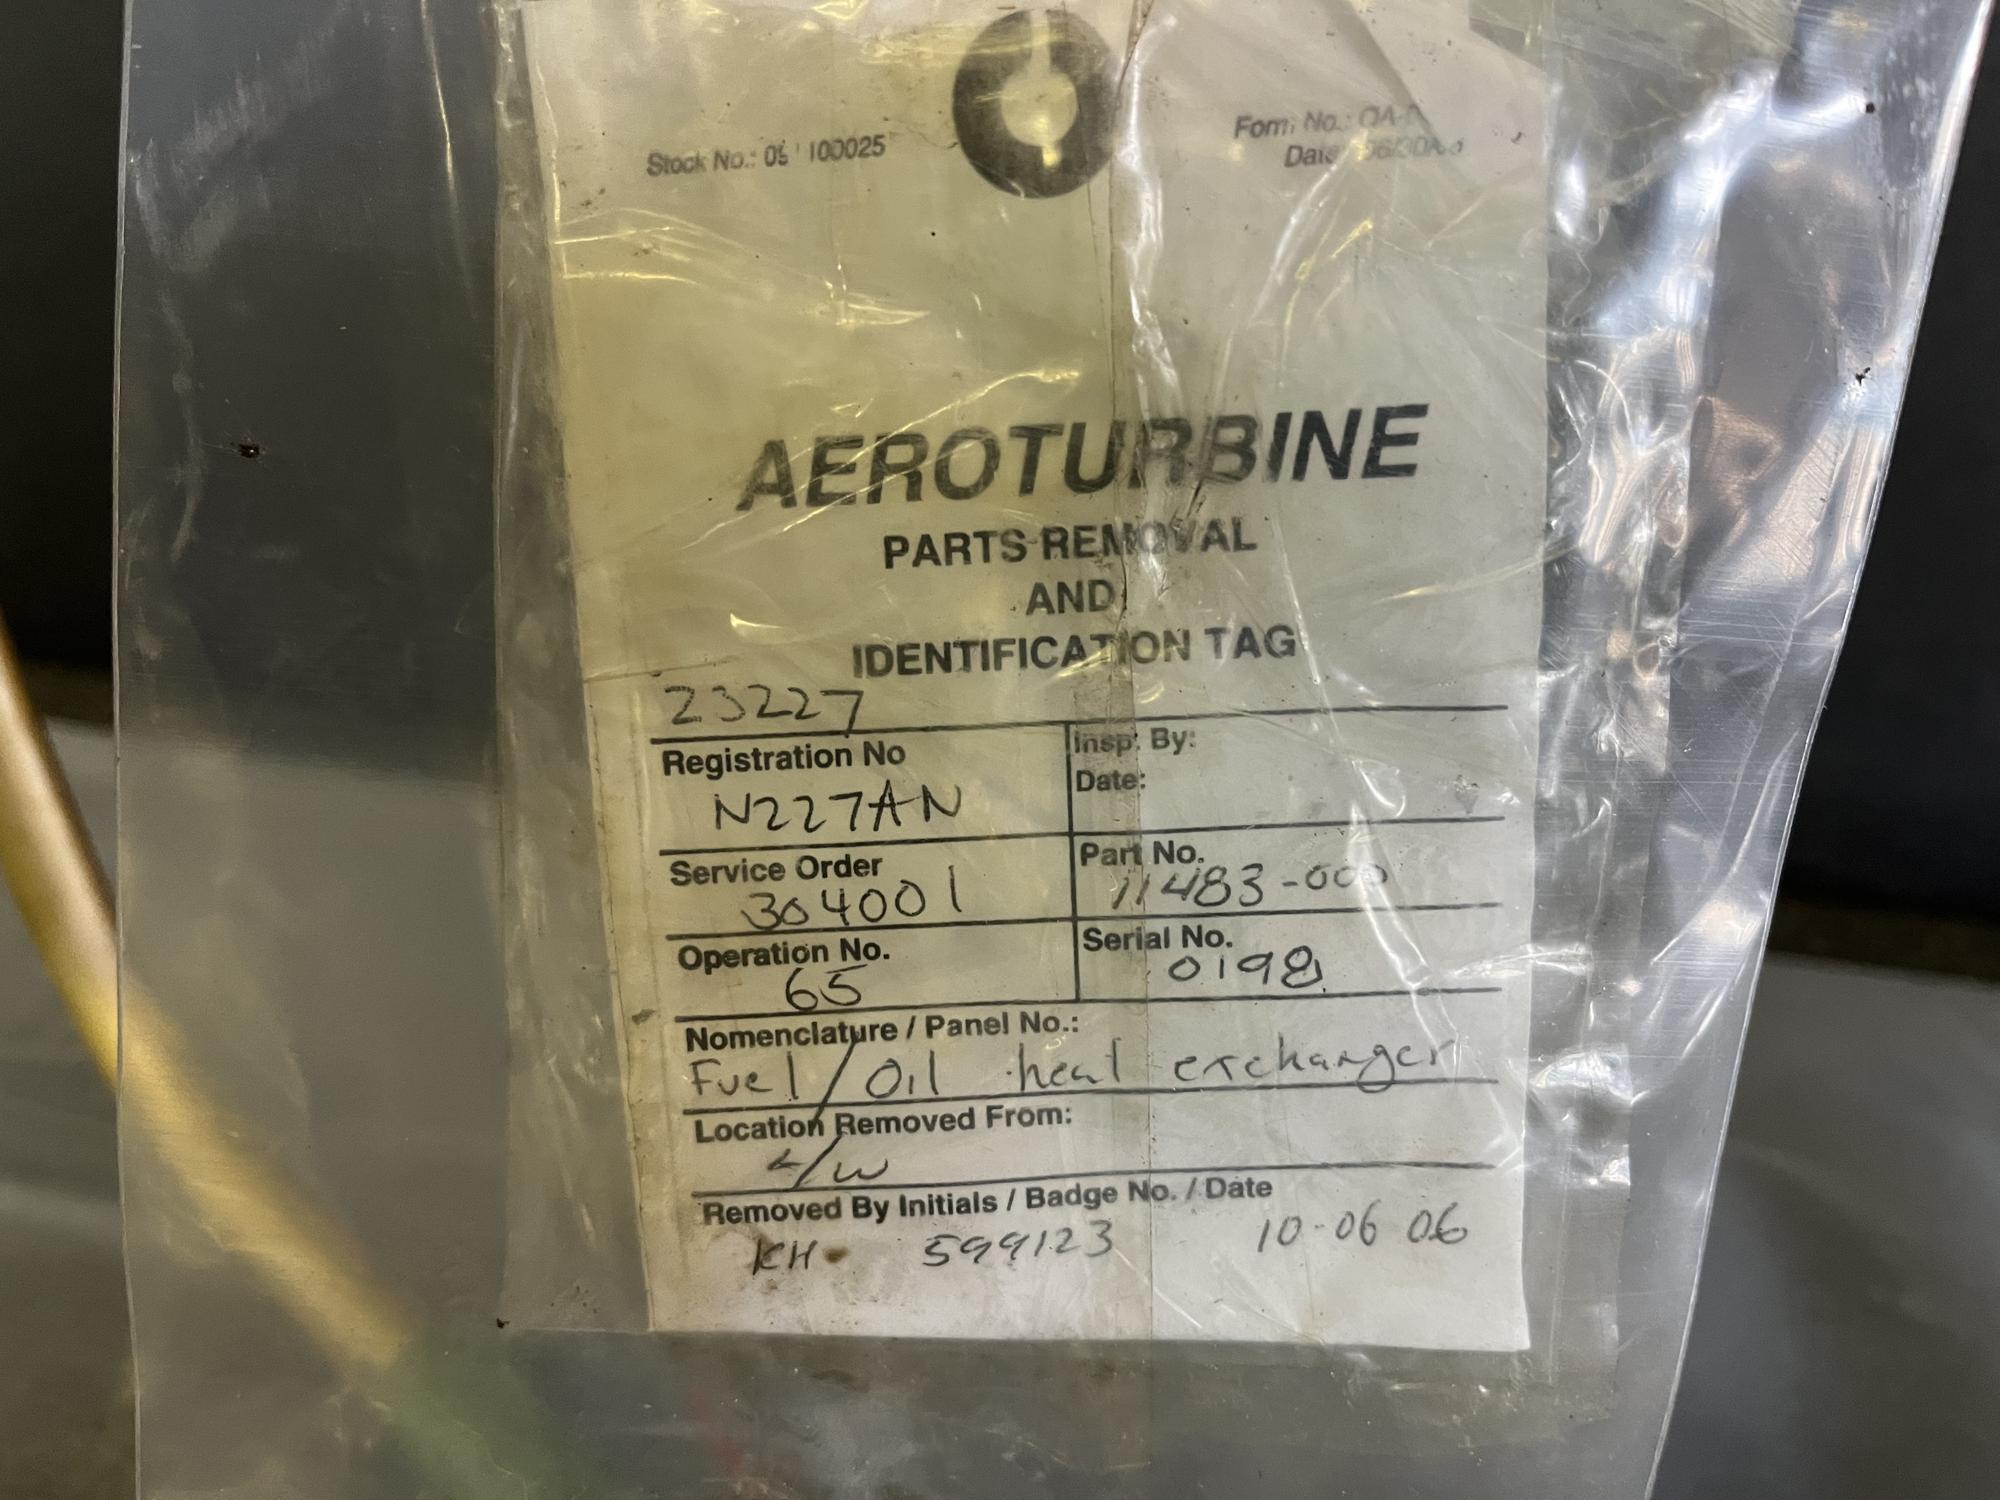 Stock No.: 100025
Form No.:
Date
AEROTURBINE
PARTS REMOVAL
AND
IDENTIFICATION TAG
23227
Registration No
N227AN
Insp. By:
Date:
Service Order
304001
Part No.
11483-000
Operation No.
65
Serial No.
0198
Nomenclature / Panel No.:
Fuel / Oil heat exchanger
Location Removed From:
Removed By Initials / Badge No. / Date
KH 599123 10-06 06